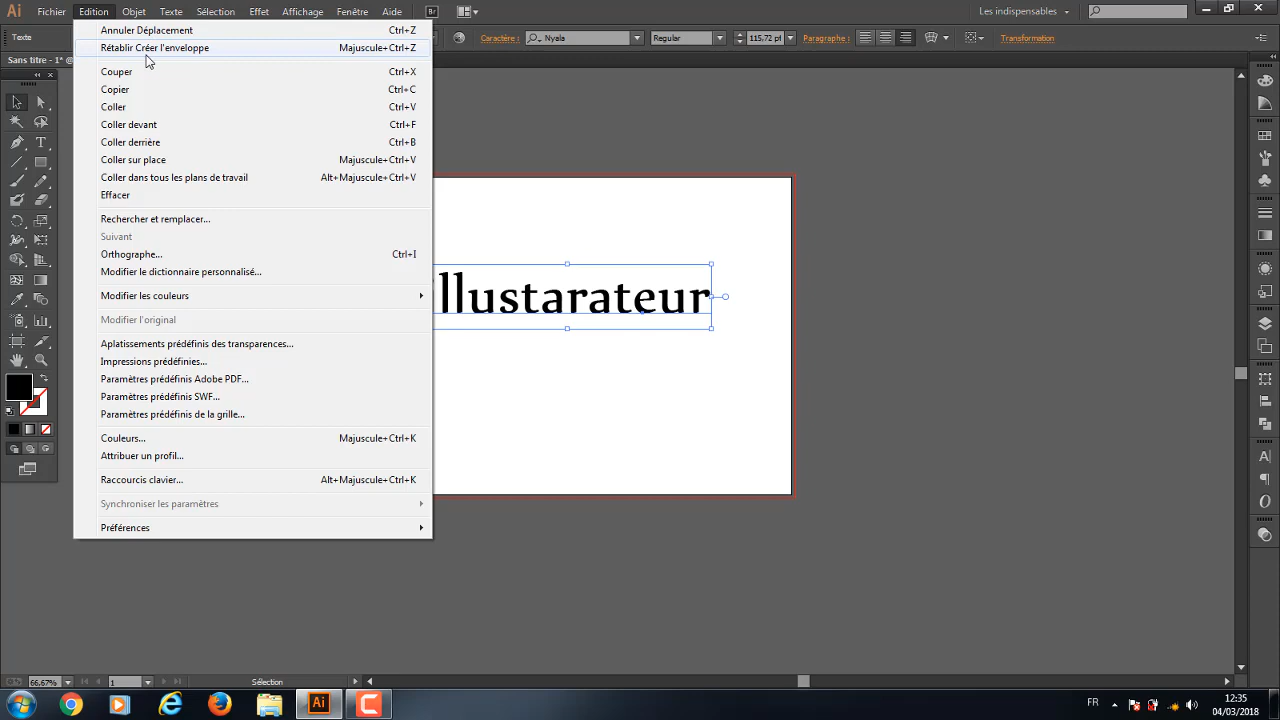 Ai Fichier Edition Objet Texte Sélection Effet Affichage Fenêtre Aide Br Les indispensables
Texte Caractère : Nyala Regular 115,72 pt Paragraphe : Transformation
Sans titre - 1* @
Annuler Déplacement Ctrl+Z
Rétablir Créer l'enveloppe Majuscule+Ctrl+Z
Couper Ctrl+X
Copier Ctrl+C
Coller Ctrl+V
Coller devant Ctrl+F
Coller derrière Ctrl+B
Coller sur place Majuscule+Ctrl+V
Coller dans tous les plans de travail Alt+Majuscule+Ctrl+V
Effacer
Rechercher et remplacer...
Suivant
Orthographe... Ctrl+I
Modifier le dictionnaire personnalisé...
Modifier les couleurs
Modifier l'original
Aplatissements prédéfinis des transparences...
Impressions prédéfinies...
Paramètres prédéfinis Adobe PDF...
Paramètres prédéfinis SWF...
Paramètres prédéfinis de la grille...
Couleurs... Majuscule+Ctrl+K
Attribuer un profil...
Raccourcis clavier... Alt+Majuscule+Ctrl+K
Synchroniser les paramètres
Préférences
llustarateur
66,67% 1 Sélection
Ai FR 12:35
04/03/2018